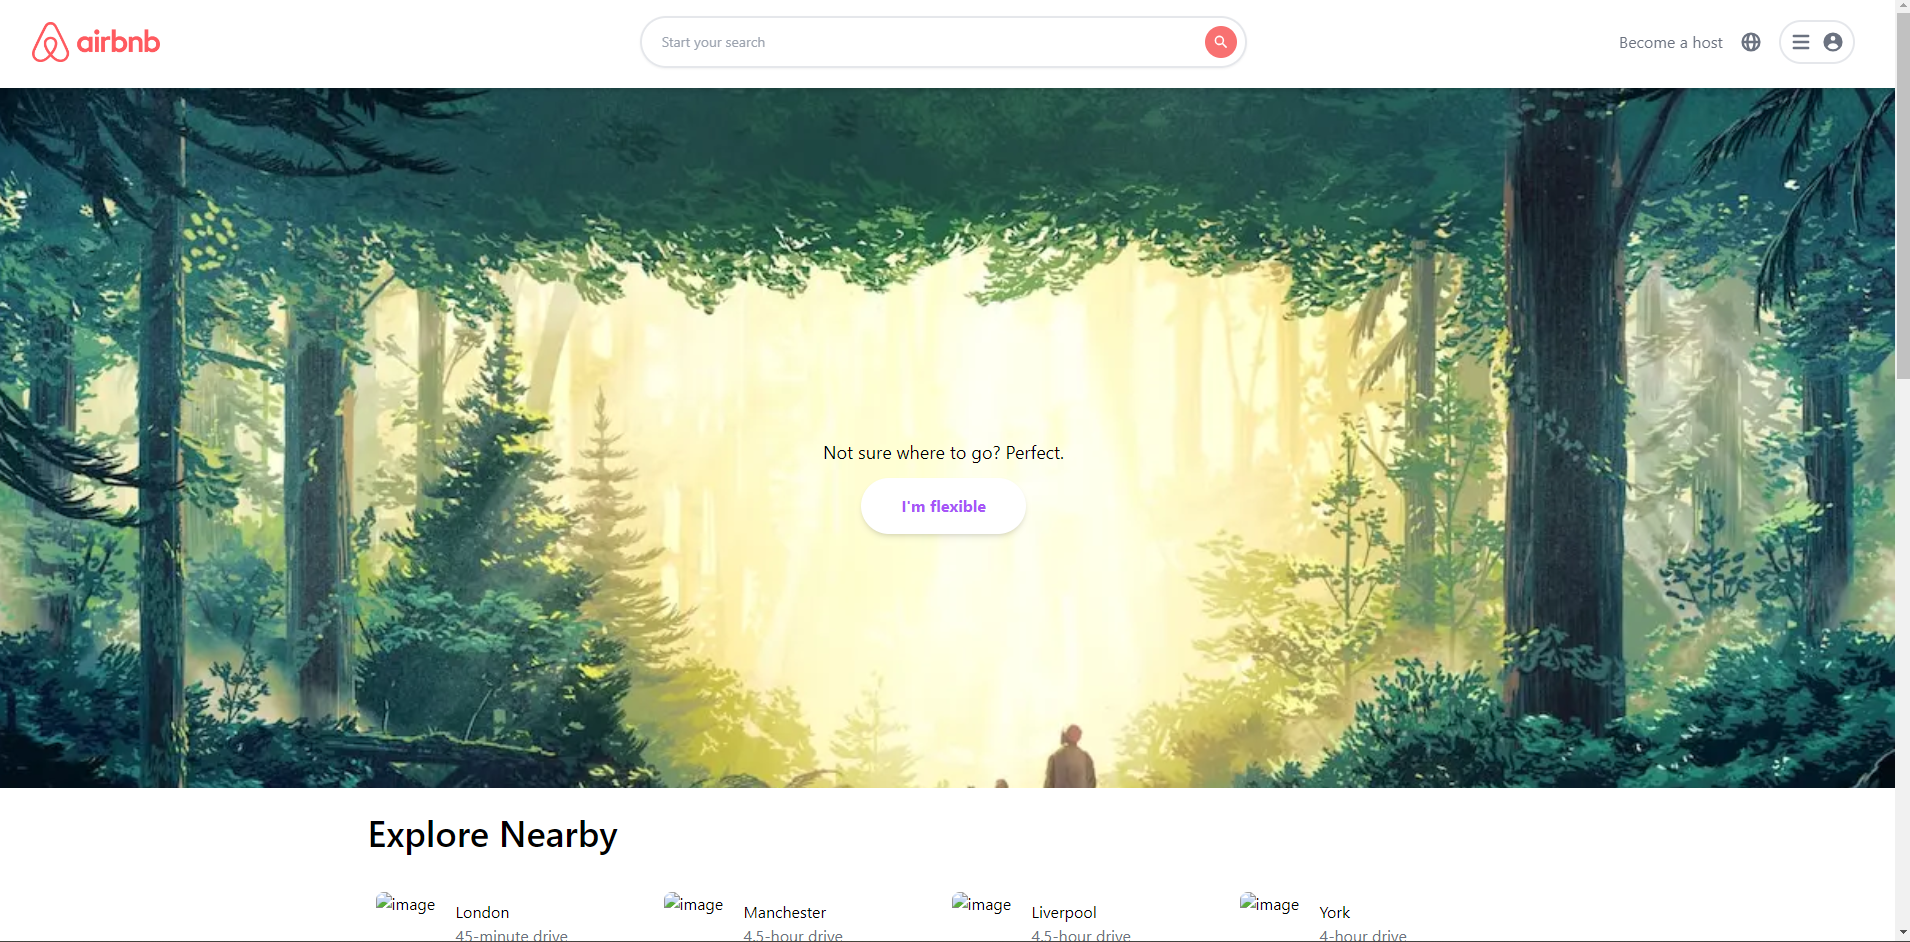 airbnb
Start your search
Become a host
Not sure where to go? Perfect.
I'm flexible
Explore Nearby
image London
45-minute drive
image Manchester
4.5-hour drive
image Liverpool
4.5-hour drive
image York
4-hour drive